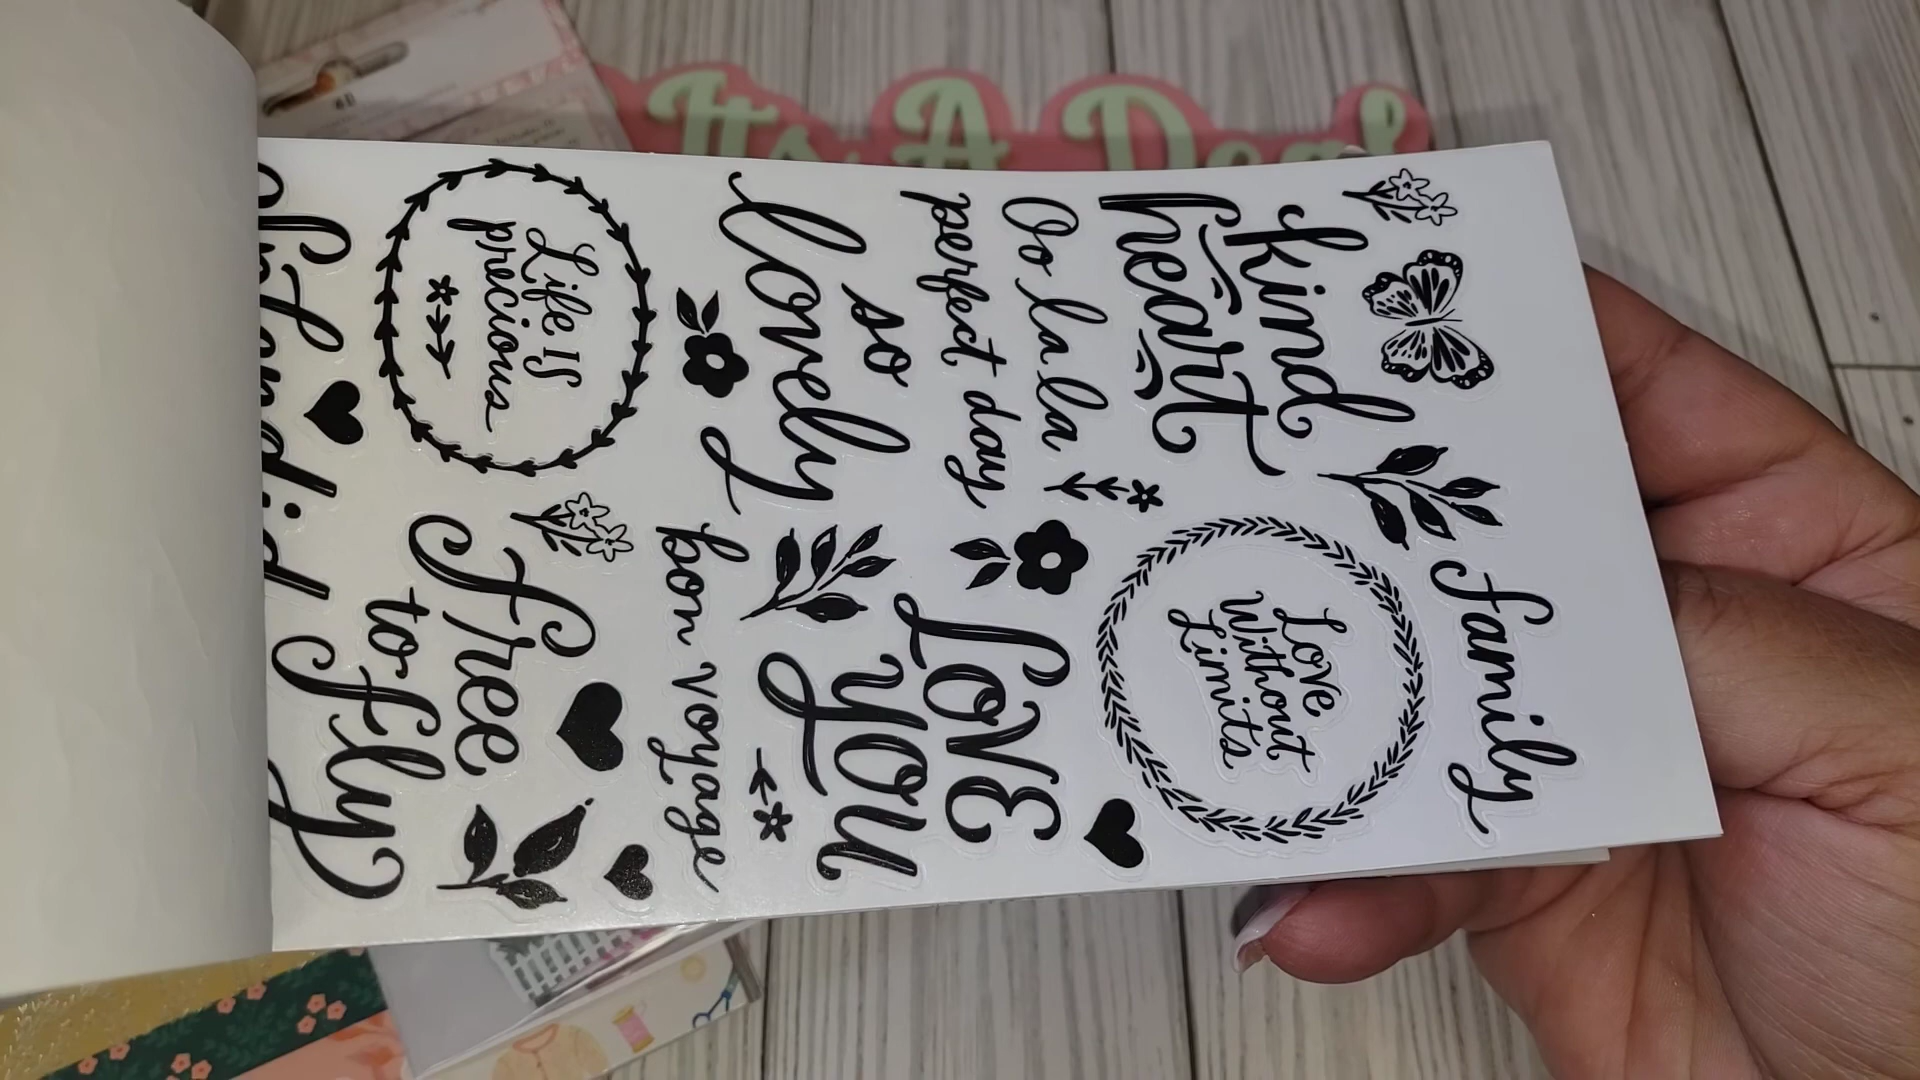 It's A Deal
kind
heart
Oo la la
perfect day
so
lovely
Life Is
precious
family
Love
Without
Limits
Love
You
bon voyage
free
to fly